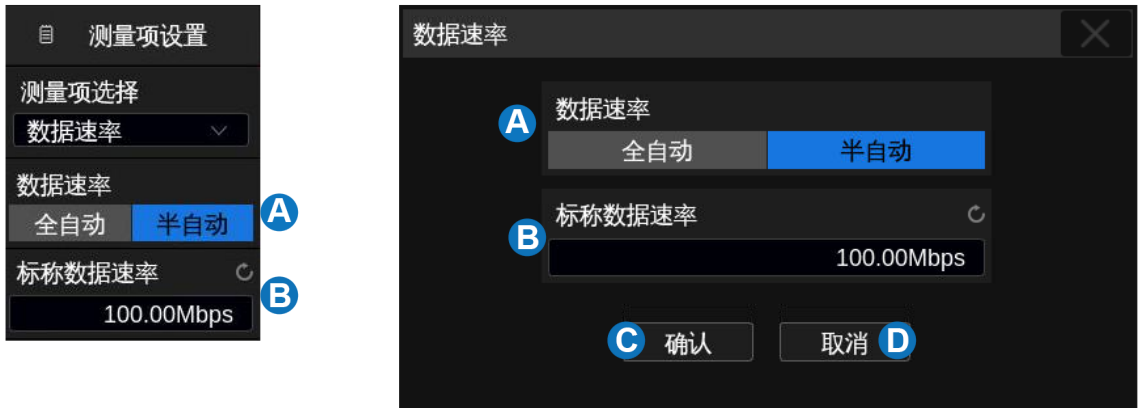 测量项设置
测量项选择
数据速率
数据速率
全自动 半自动
A
标称数据速率
B
100.00Mbps
数据速率
A
数据速率
全自动 半自动
标称数据速率
B
100.00Mbps
C 确认 取消 D